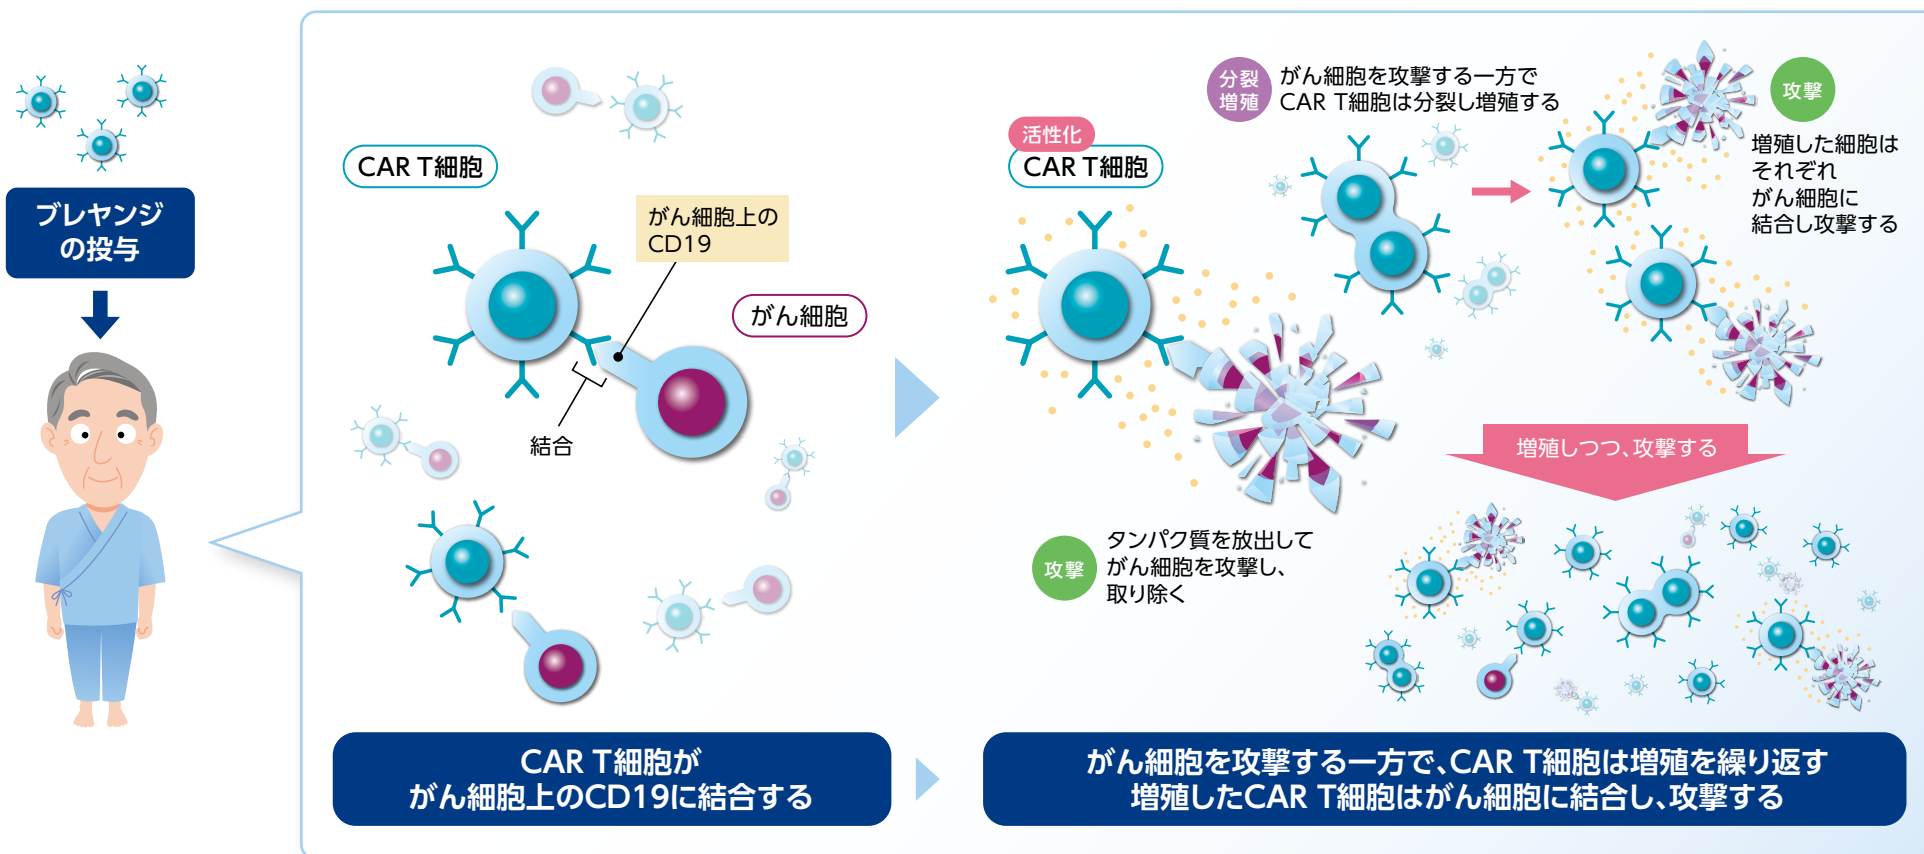 ブレヤンジ
の投与
CAR T細胞
がん細胞上の
CD19
がん細胞
結合
CAR T細胞が
がん細胞上のCD19に結合する
活性化
CAR T細胞
攻撃
タンパク質を放出して
がん細胞を攻撃し、
取り除く
分裂
増殖
がん細胞を攻撃する一方で
CAR T細胞は分裂し増殖する
攻撃
増殖した細胞は
それぞれ
がん細胞に
結合し攻撃する
増殖しつつ、攻撃する
がん細胞を攻撃する一方で、CAR T細胞は増殖を繰り返す
増殖したCAR T細胞はがん細胞に結合し、攻撃する